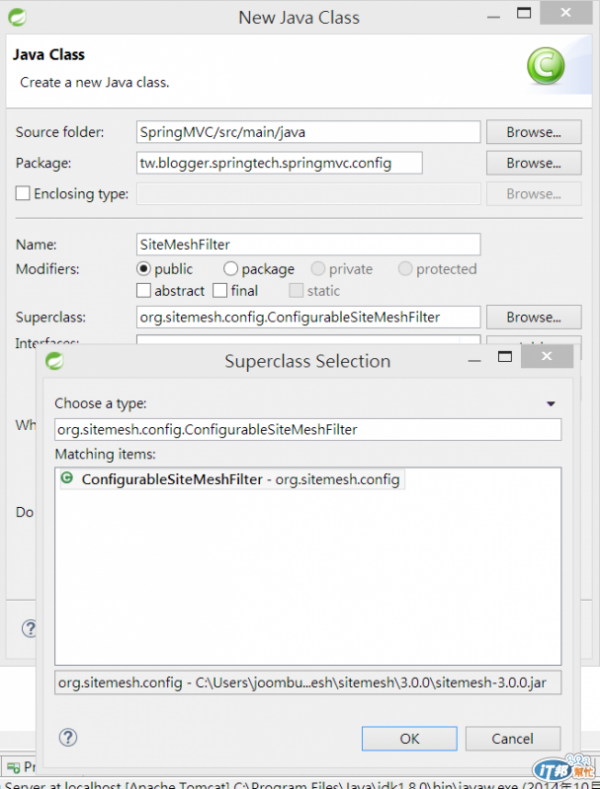 New Java Class
Java Class
Create a new Java class.
Source folder: SpringMVC/src/main/java Browse...
Package: tw.blogger.springtech.springmvc.config Browse...
Enclosing type: Browse...
Name: SiteMeshFilter
Modifiers: public package private protected
abstract final static
Superclass: org.sitemesh.config.ConfigurableSiteMeshFilter Browse...
Interfaces:
Superclass Selection
Choose a type:
org.sitemesh.config.ConfigurableSiteMeshFilter
Wh
Matching items:
ConfigurableSiteMeshFilter - org.sitemesh.config
Do
org.sitemesh.config - C:\Users\joombu...esh\sitemesh\3.0.0\sitemesh-3.0.0.jar
OK Cancel
Pr
iT邦幫忙
Server at localhost [Apache Tomcat] C:\Program Files\Java\jdk1.8.0\bin\javaw.exe (2014年10月